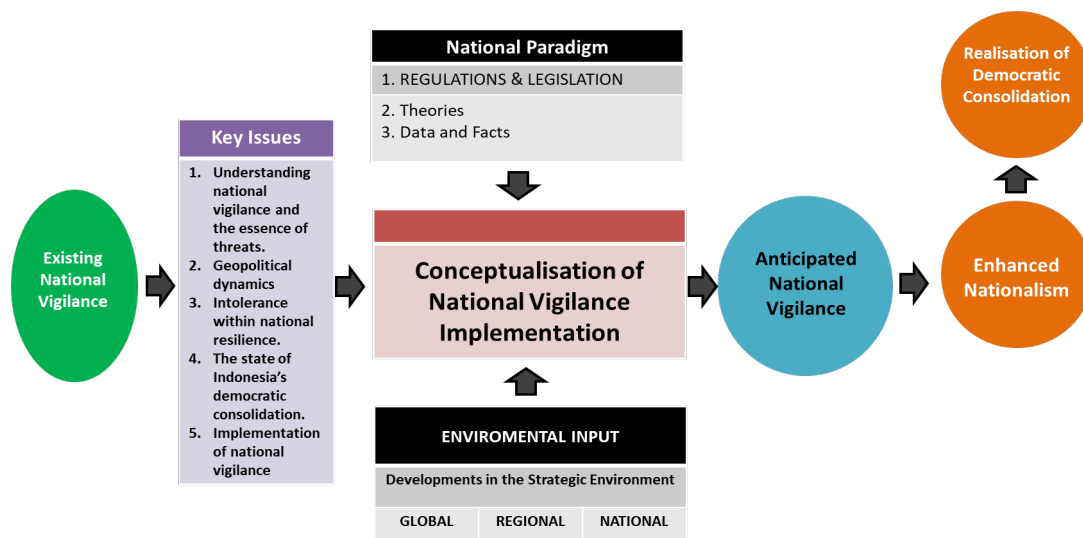 Existing
National
Vigilance
Key Issues
1. Understanding
national
vigilance and
the essence of
threats.
2. Geopolitical
dynamics
3. Intolerance
within national
resilience.
4. The state of
Indonesia’s
democratic
consolidation.
5. Implementation
of national
vigilance
National Paradigm
1. REGULATIONS & LEGISLATION
2. Theories
3. Data and Facts
Conceptualisation of
National Vigilance
Implementation
ENVIROMENTAL INPUT
Developments in the Strategic Environment
GLOBAL
REGIONAL
NATIONAL
Anticipated
National
Vigilance
Enhanced
Nationalism
Realisation of
Democratic
Consolidation